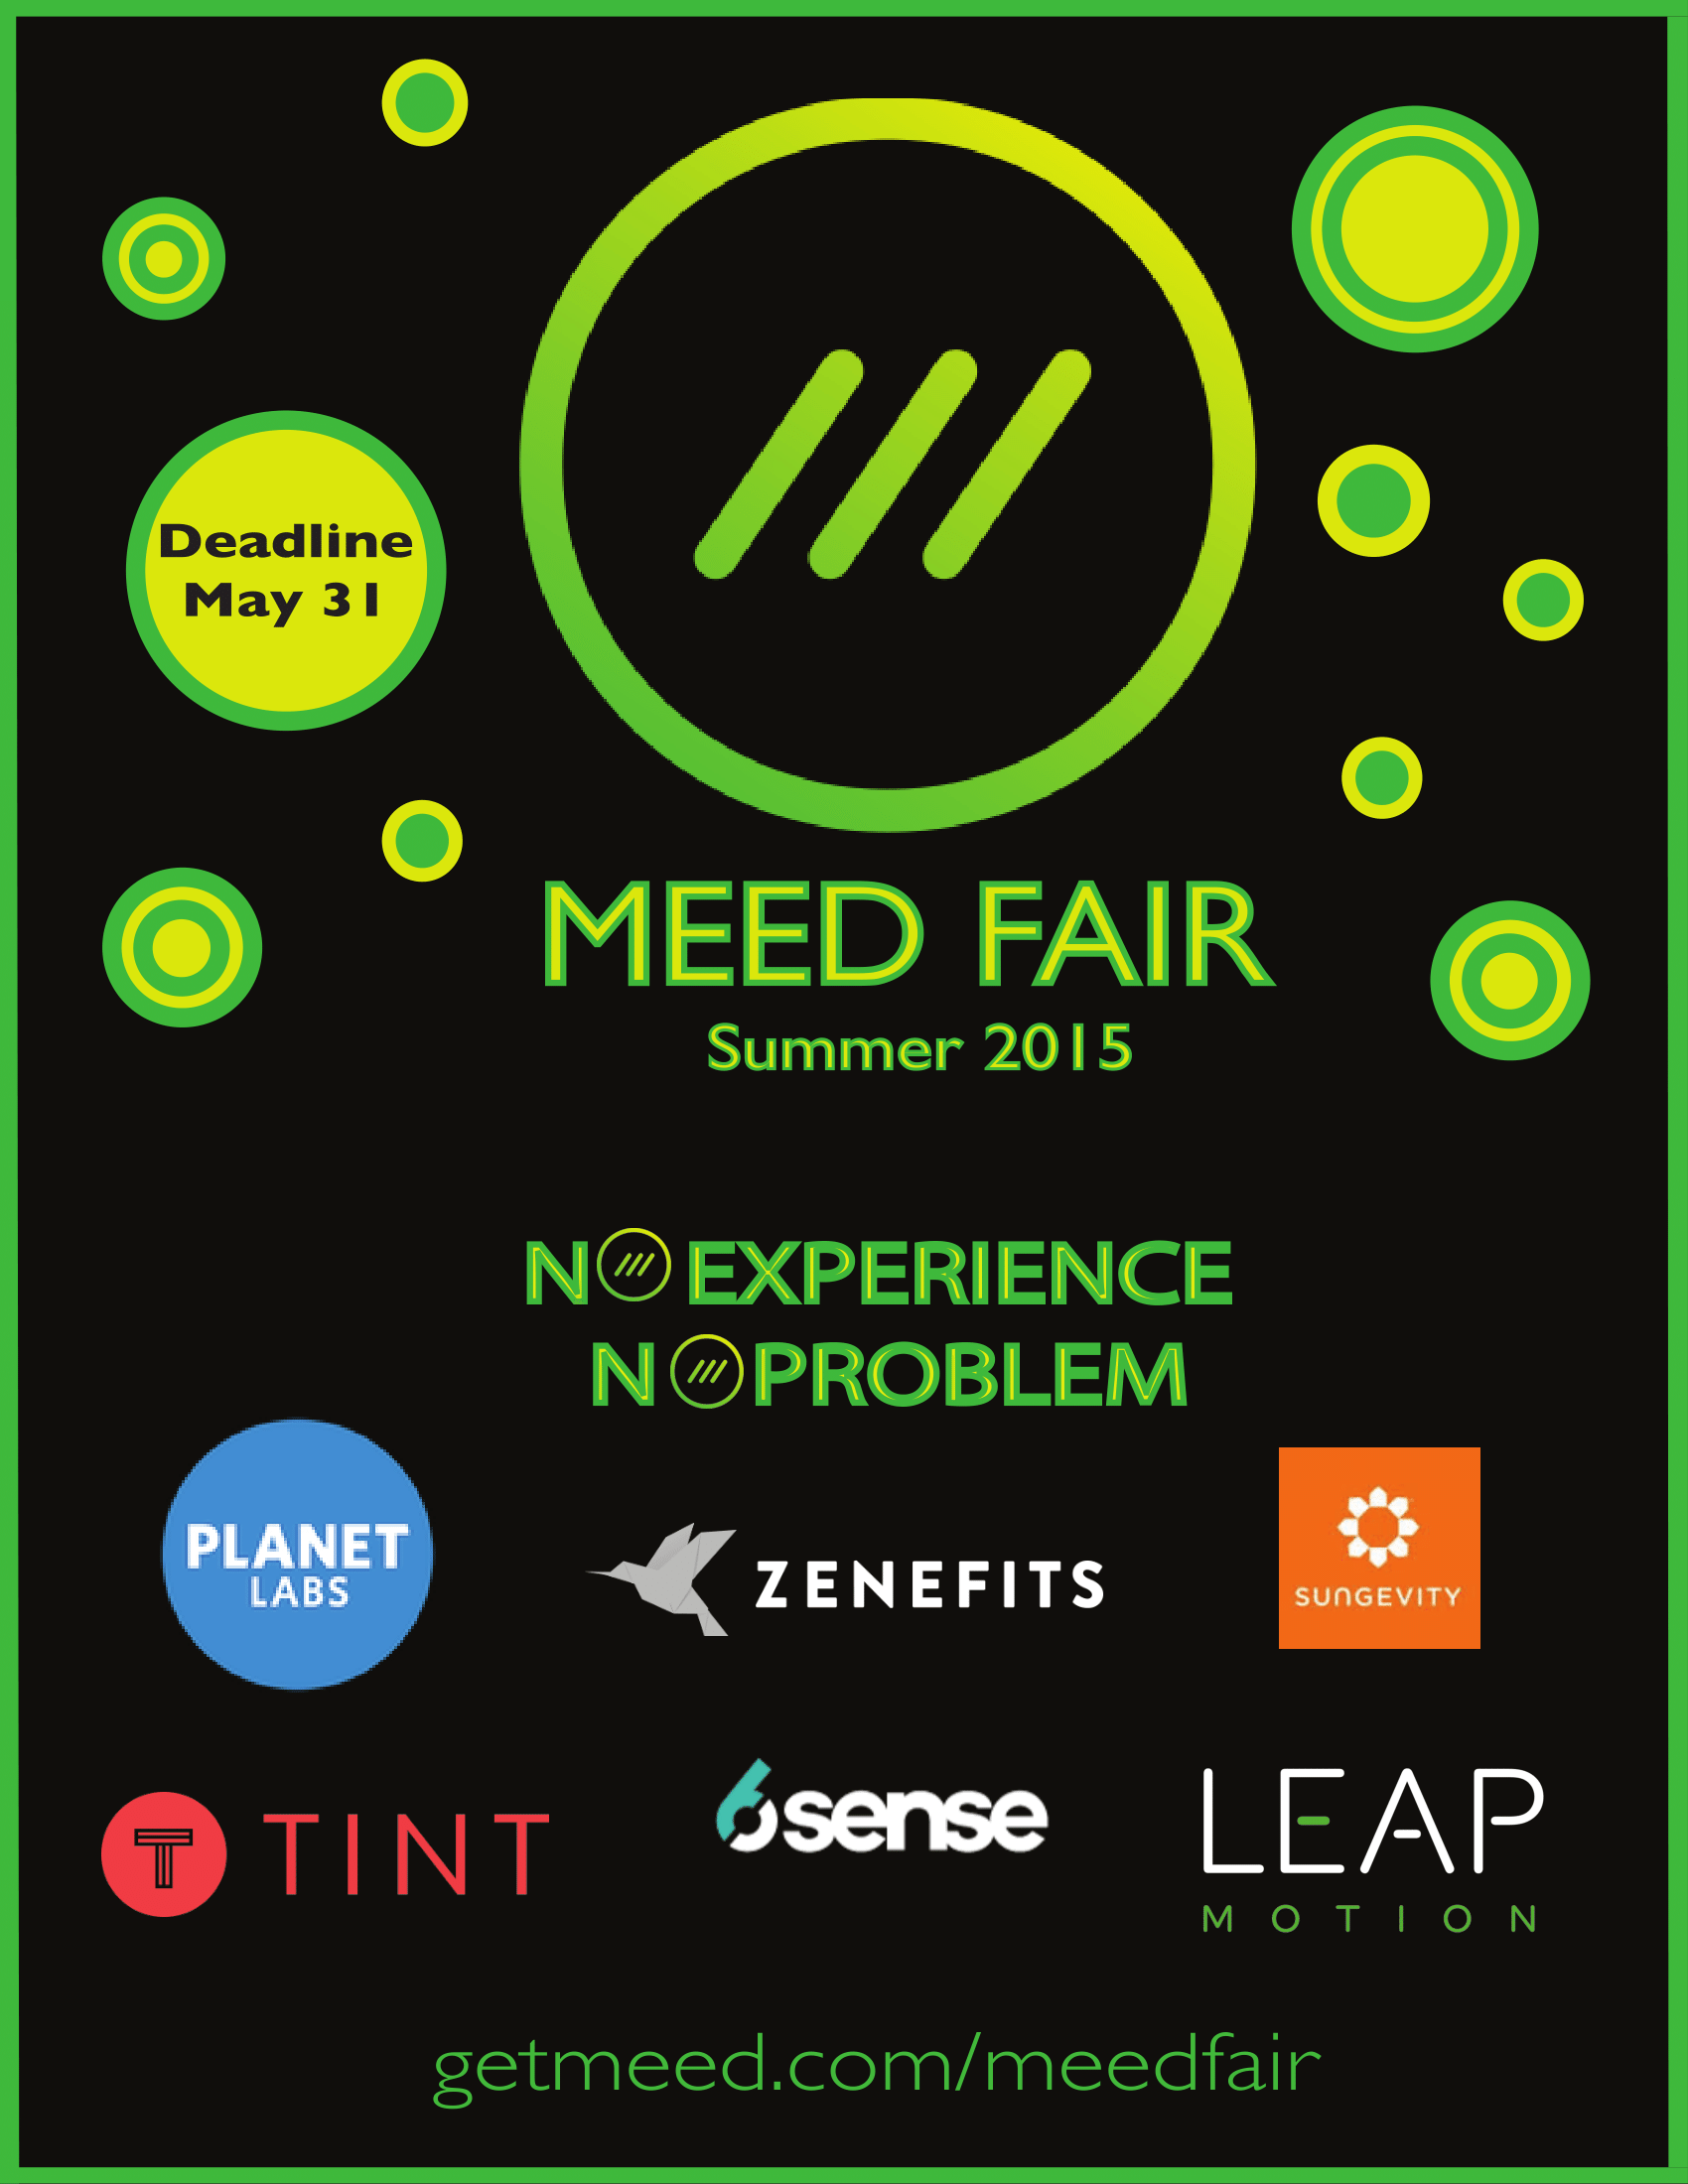 Deadline
May 31
MEED FAIR
Summer 2015
NO EXPERIENCE
NO PROBLEM
PLANET
LABS
ZENEFITS
SUNGEVITY
TINT
6sense
LEAP
MOTION
getmeed.com/meedfair